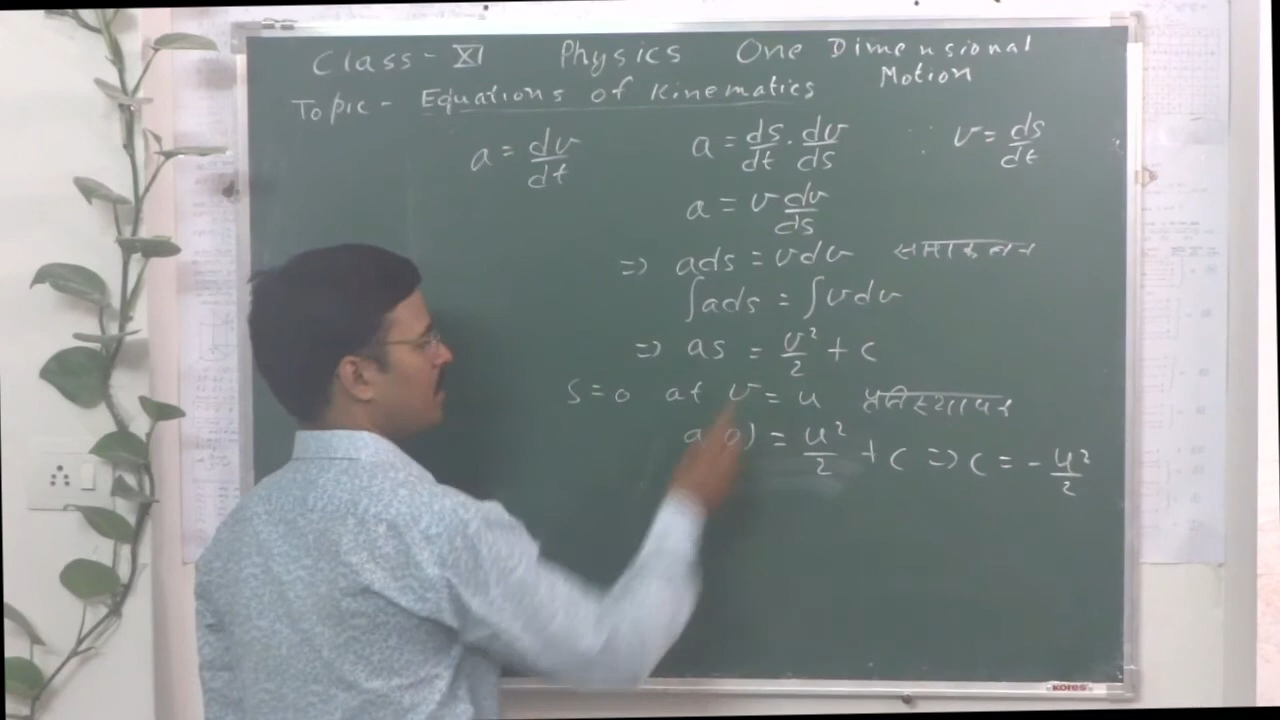 Class-XI Physics One Dimensional Motion
Topic- Equations of Kinematics
a = dv/dt a = ds/dt . dv/ds ∵ v = ds/dt
a = v dv/ds
=> ads = vdv समाकलन
∫ads = ∫vdv
=> as = v²/2 + c
s=0 at v = u प्रतिस्थापन
a(0) = u²/2 + c => c = - u²/2
kores